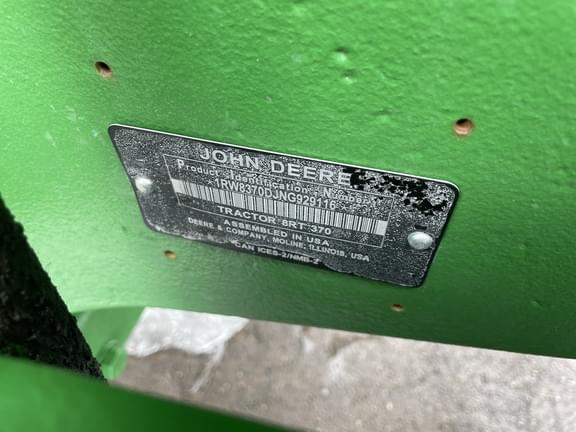 JOHN DEERE
Product Identification Number
*1RW8370DJNG929116*
TRACTOR 8RT 370
ASSEMBLED IN USA
DEERE & COMPANY, MOLINE, ILLINOIS, USA
CAN ICES-2/NMB-2